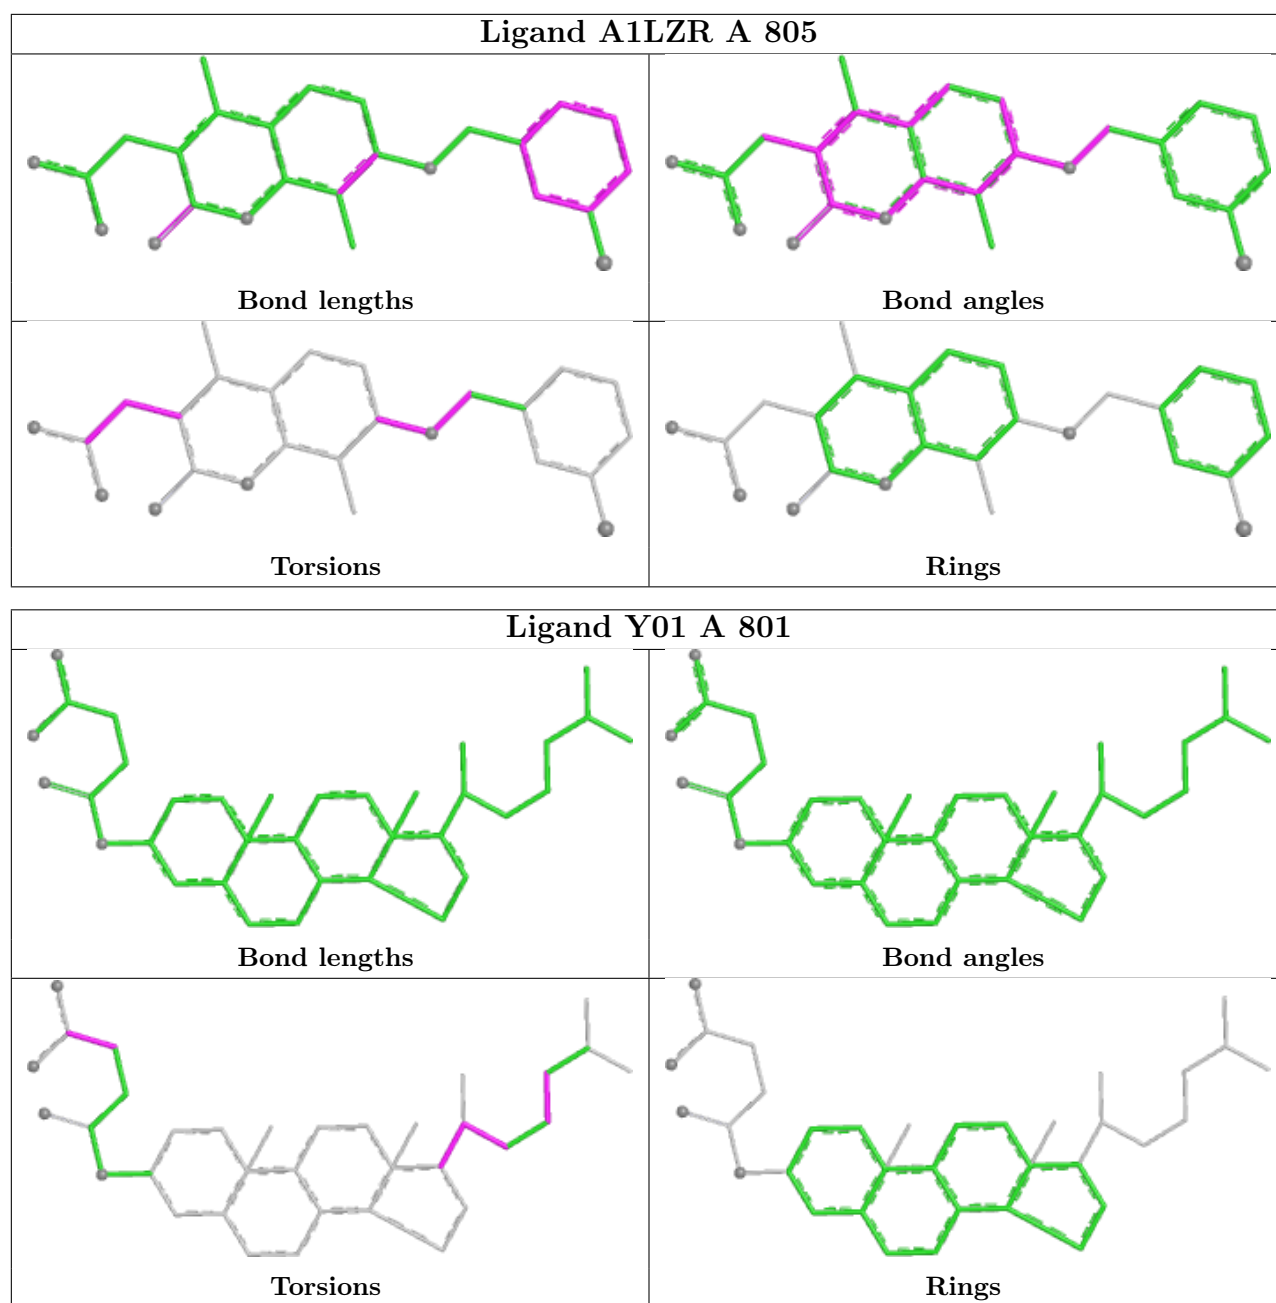 Ligand A1LZR A 805
Bond lengths
Bond angles
Torsions
Rings
Ligand Y01 A 801
Bond lengths
Bond angles
Torsions
Rings